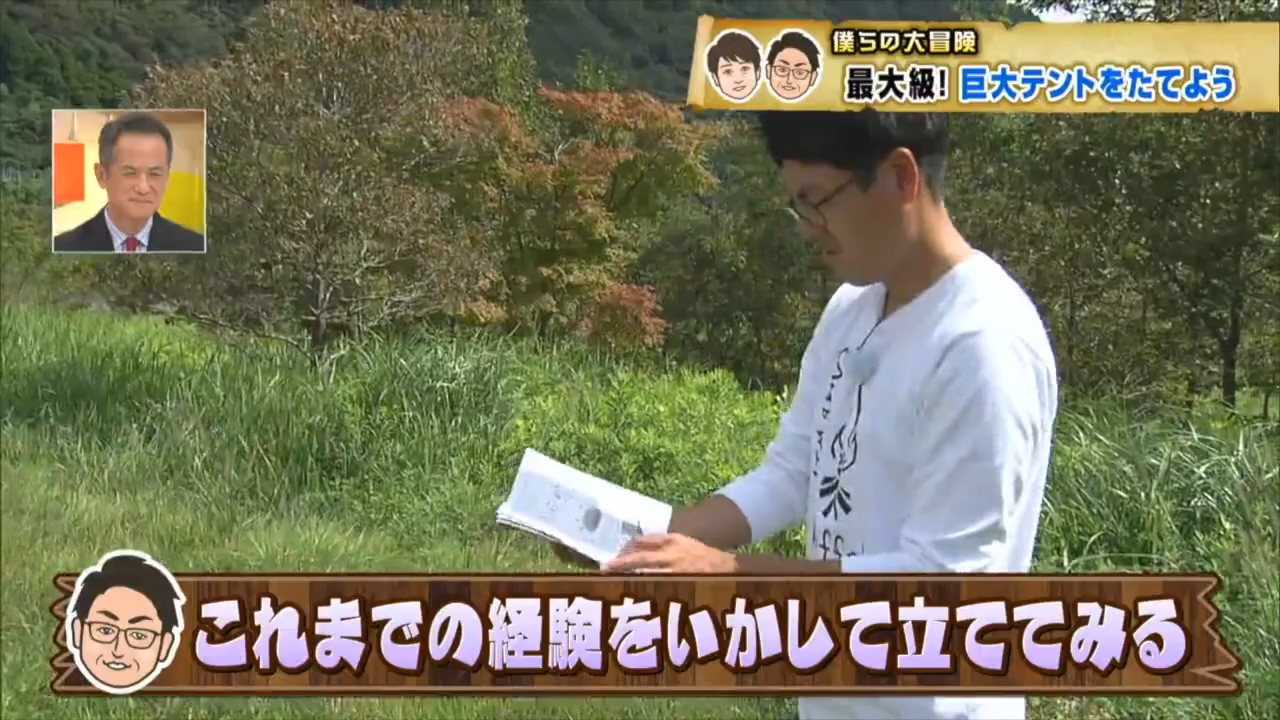 僕らの大冒険
最大級！巨大テントをたてよう
これまでの経験をいかして立ててみる